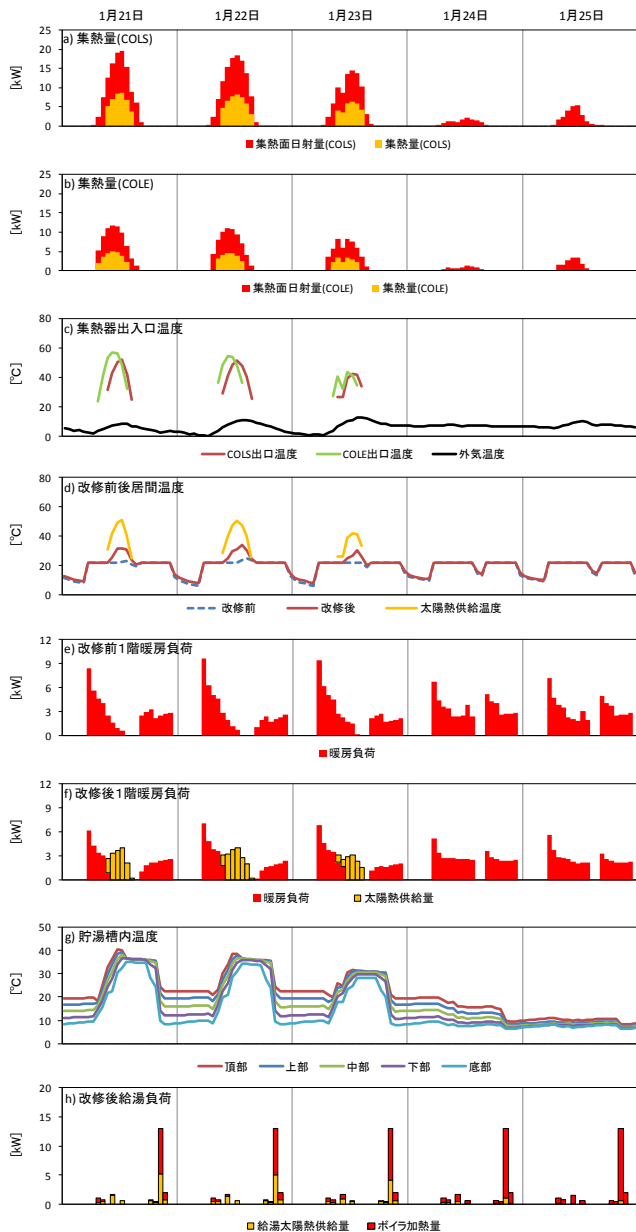 1月21日 1月22日 1月23日 1月24日 1月25日
a) 集熱量(COLS)
[kW]
25
20
15
10
5
0
集熱面日射量(COLS) 集熱量(COLS)
b) 集熱量(COLE)
[kW]
25
20
15
10
5
0
集熱面日射量(COLE) 集熱量(COLE)
c) 集熱器出入口温度
[℃]
80
60
40
20
0
COLS出口温度 COLE出口温度 外気温度
d) 改修前後居間温度
[℃]
80
60
40
20
0
改修前 改修後 太陽熱供給温度
e) 改修前1階暖房負荷
[kW]
12
9
6
3
0
暖房負荷
f) 改修後1階暖房負荷
[kW]
12
9
6
3
0
暖房負荷 太陽熱供給量
g) 貯湯槽内温度
[℃]
50
40
30
20
10
0
頂部 上部 中部 下部 底部
h) 改修後給湯負荷
[kW]
20
15
10
5
0
給湯太陽熱供給量 ボイラ加熱量